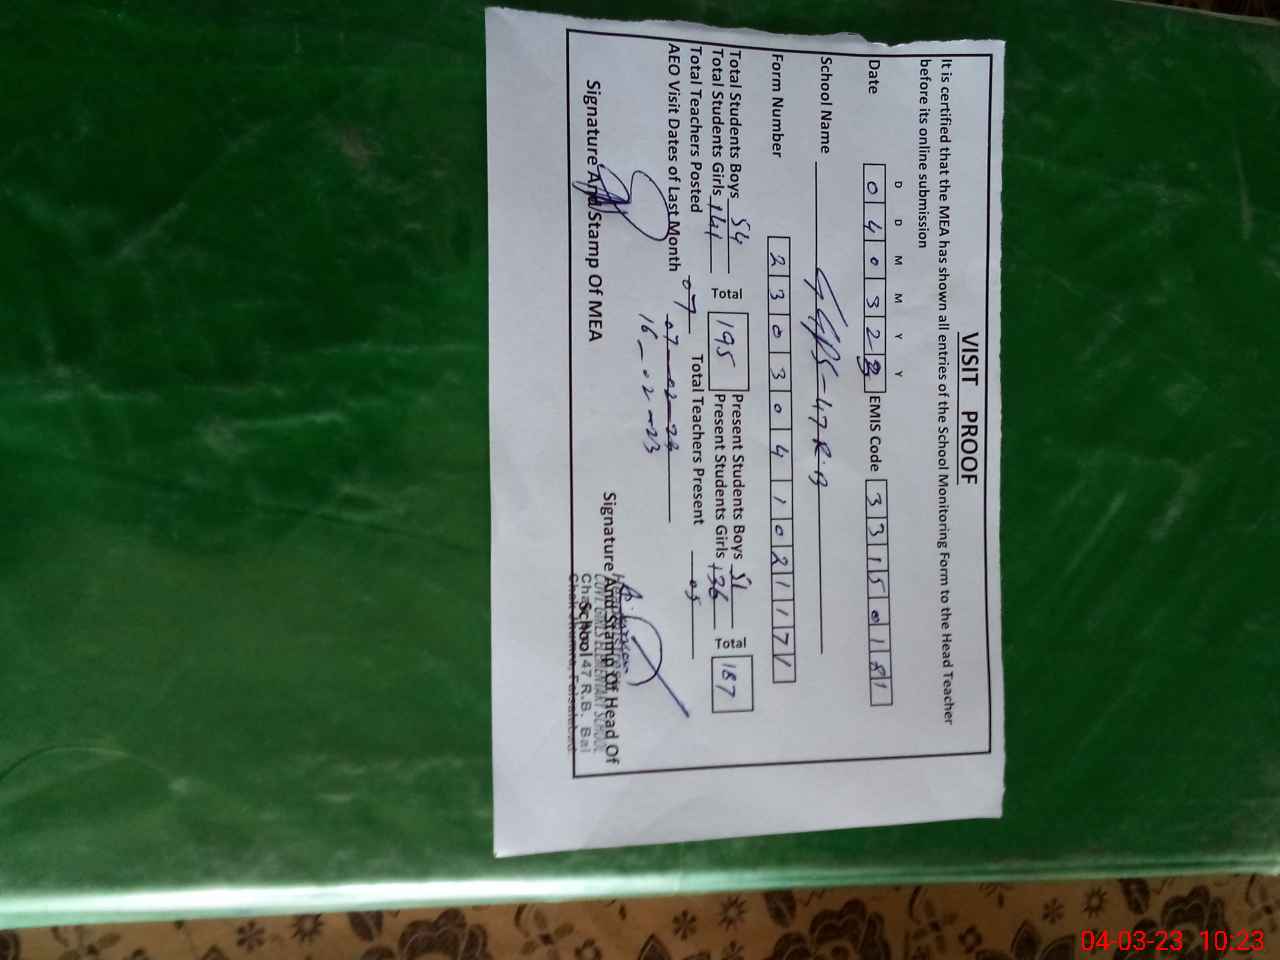 VISIT PROOF
It is certified that the MEA has shown all entries of the School Monitoring Form to the Head Teacher
before its online submission
D D M M Y Y
Date 0 4 0 3 2 3 EMIS Code 3 3 1 5 0 1 8 1
School Name GGPS-47 R.B
Form Number 2 3 0 3 0 4 1 0 2 1 1 7 1
Total Students Boys 54 Total 195 Present Students Boys 51 Total 187
Total Students Girls 141 Present Students Girls 136
Total Teachers Posted 07 Total Teachers Present 05
AEO Visit Dates of Last Month 07-02-23
16-02-23
Signature And Stamp Of MEA
Signature And Stamp Of Head Of
School
GOVT GIRLS ELEMENTARY SCHOOL
47 R.B.
04-03-23 10:23